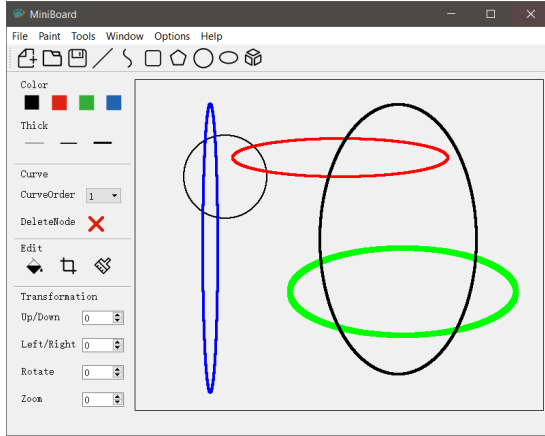 MiniBoard
File Paint Tools Window Options Help
Color
Thick
Curve
CurveOrder 1
DeleteNode
Edit
Transformation
Up/Down 0
Left/Right 0
Rotate 0
Zoom 0